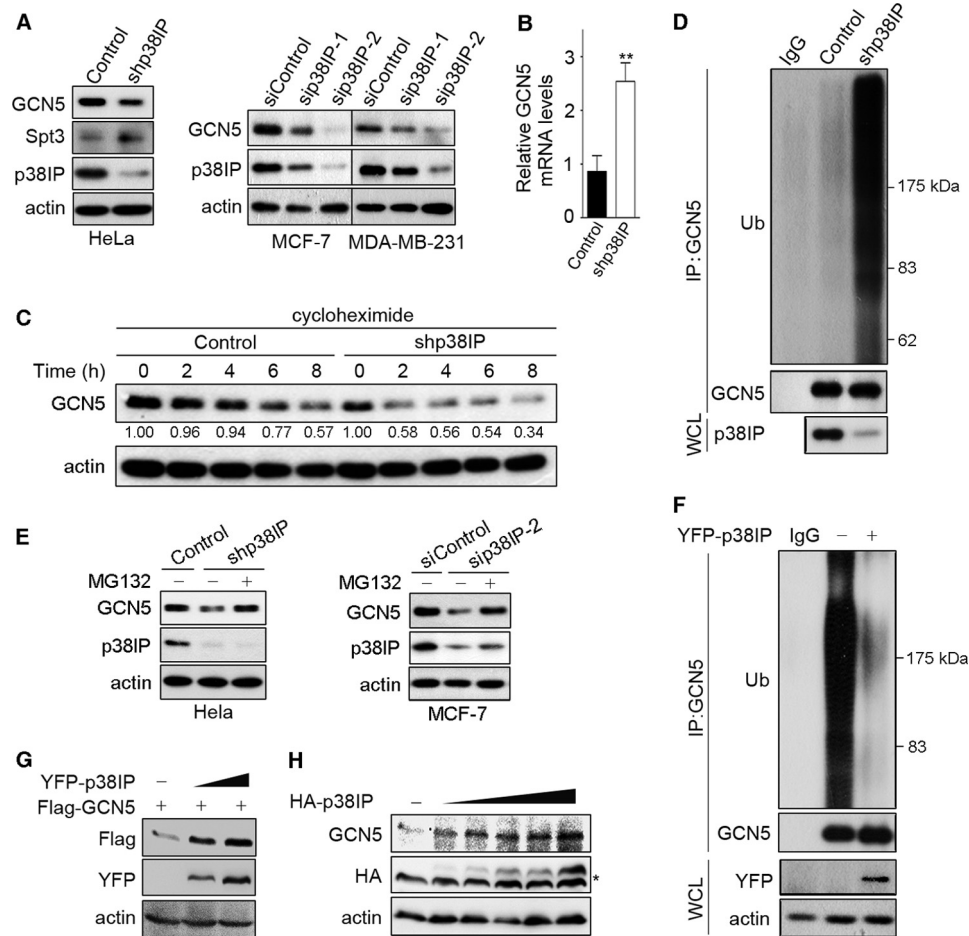 A
Control
shp38IP
GCN5
Spt3
p38IP
actin
HeLa
siControl
sip38IP-1
sip38IP-2
siControl
sip38IP-1
sip38IP-2
GCN5
p38IP
actin
MCF-7 MDA-MB-231
B
Relative GCN5
mRNA levels
3
2
1
0
**
Control
shp38IP
C
cycloheximide
Control shp38IP
Time (h) 0 2 4 6 8 0 2 4 6 8
GCN5
1.00 0.96 0.94 0.77 0.57 1.00 0.58 0.56 0.54 0.34
actin
D
IgG
Control
shp38IP
IP: GCN5
Ub
175 kDa
83
62
GCN5
WCL
p38IP
E
Control
shp38IP
MG132 − − +
GCN5
p38IP
actin
Hela
siControl
sip38IP-2
MG132 − − +
GCN5
p38IP
actin
MCF-7
F
YFP-p38IP IgG − +
IP:GCN5
Ub
175 kDa
83
GCN5
WCL
YFP
actin
G
YFP-p38IP −
Flag-GCN5 + + +
Flag
YFP
actin
H
HA-p38IP −
GCN5
HA *
actin